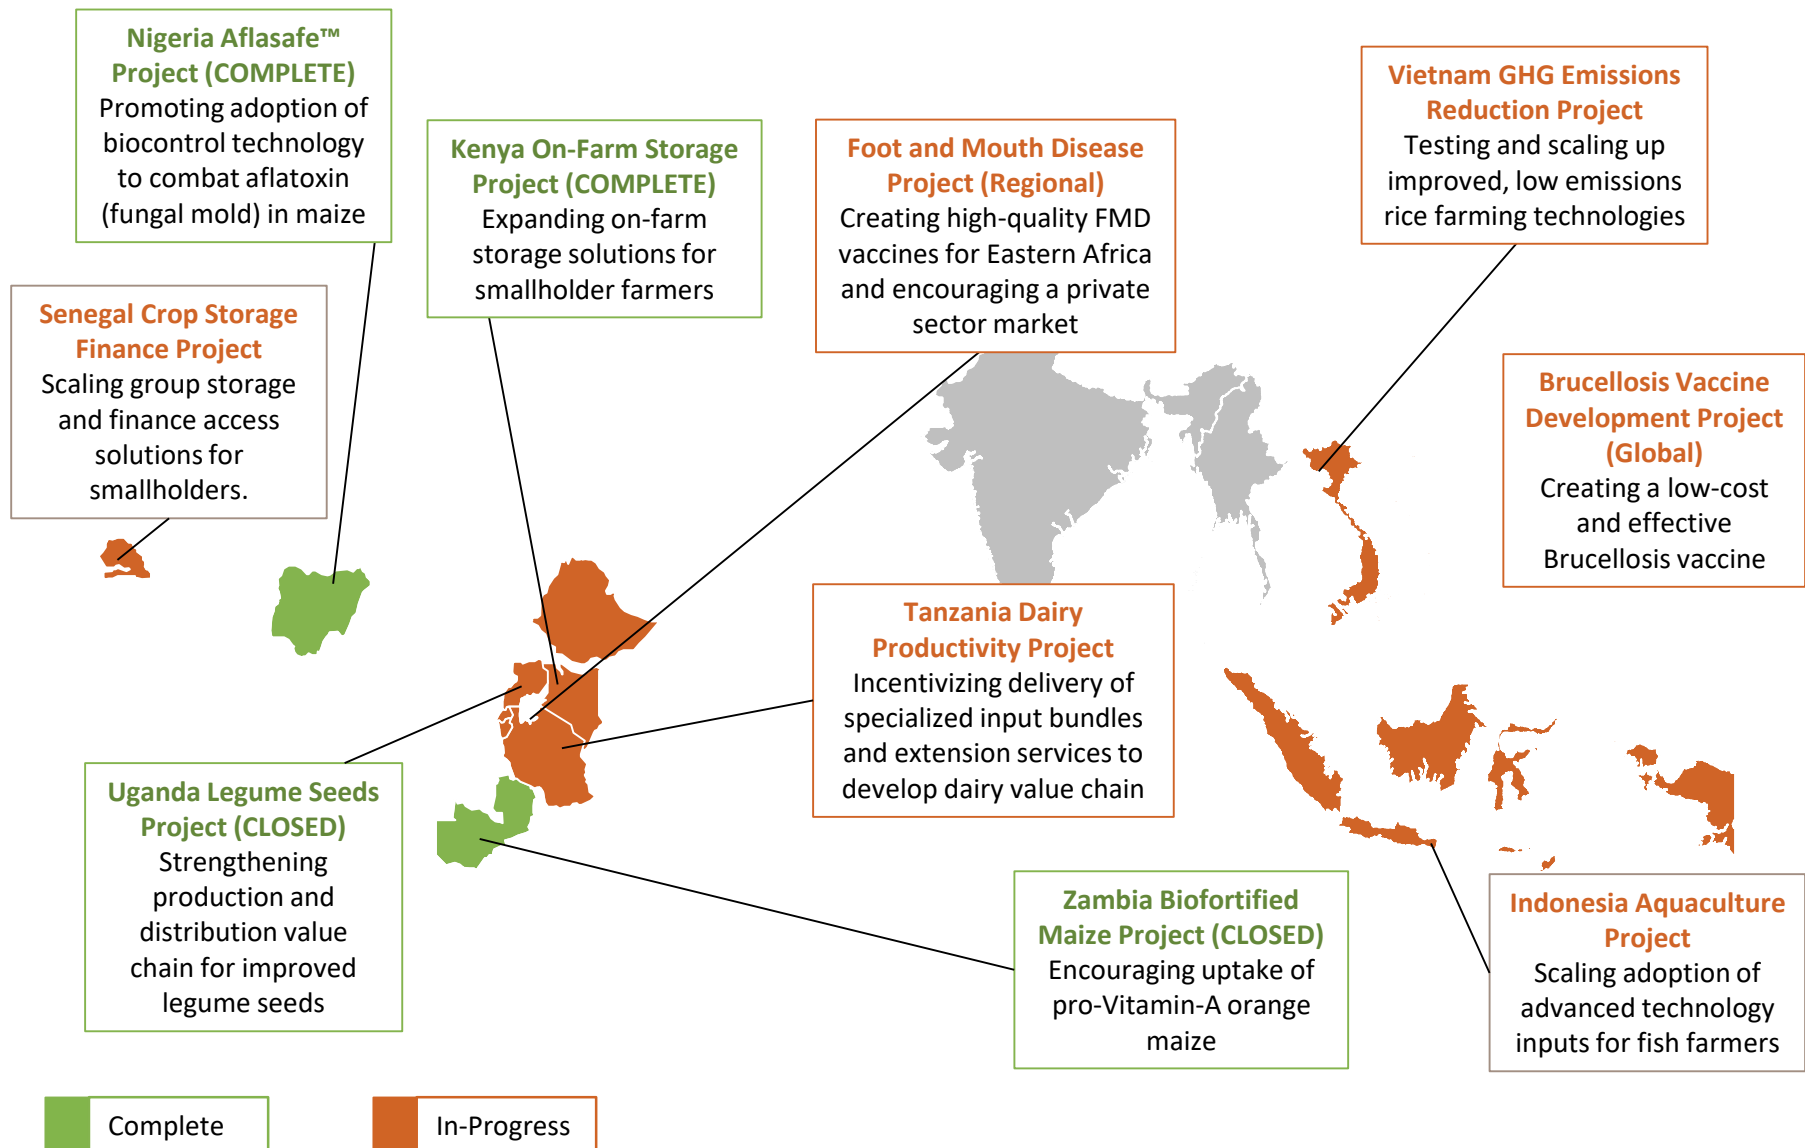 Nigeria Aflasafe™
Project (COMPLETE)
Promoting adoption of
biocontrol technology
to combat aflatoxin
(fungal mold) in maize
Kenya On-Farm Storage
Project (COMPLETE)
Expanding on-farm
storage solutions for
smallholder farmers
Foot and Mouth Disease
Project (Regional)
Creating high-quality FMD
vaccines for Eastern Africa
and encouraging a private
sector market
Vietnam GHG Emissions
Reduction Project
Testing and scaling up
improved, low emissions
rice farming technologies
Senegal Crop Storage
Finance Project
Scaling group storage
and finance access
solutions for
smallholders.
Brucellosis Vaccine
Development Project
(Global)
Creating a low-cost
and effective
Brucellosis vaccine
Tanzania Dairy
Productivity Project
Incentivizing delivery of
specialized input bundles
and extension services to
develop dairy value chain
Uganda Legume Seeds
Project (CLOSED)
Strengthening
production and
distribution value
chain for improved
legume seeds
Zambia Biofortified
Maize Project (CLOSED)
Encouraging uptake of
pro-Vitamin-A orange
maize
Indonesia Aquaculture
Project
Scaling adoption of
advanced technology
inputs for fish farmers
Complete
In-Progress